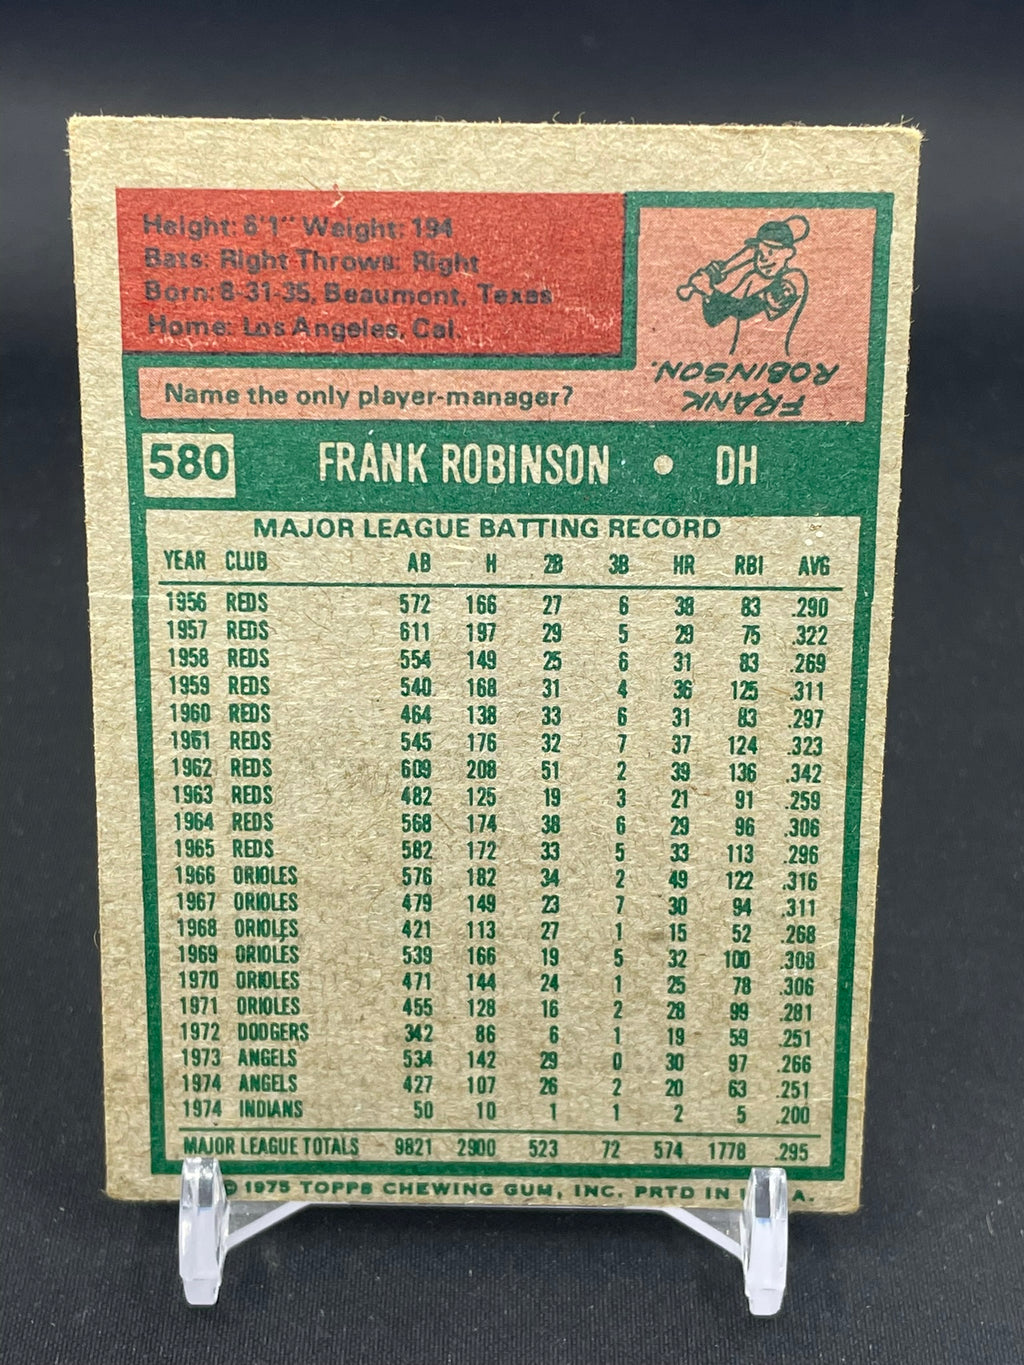 Height: 6'1" Weight: 194
Bats: Right Throws: Right
Born: 8-31-35, Beaumont, Texas
Home: Los Angeles, Cal.
Name the only player-manager?
FRANK
ROBINSON.
580 FRANK ROBINSON • DH
MAJOR LEAGUE BATTING RECORD
YEAR CLUB AB H 2B 3B HR RBI AVG
1956 REDS 572 166 27 6 38 83 .290
1957 REDS 611 197 29 5 29 75 .322
1958 REDS 554 149 25 6 31 83 .269
1959 REDS 540 168 31 4 36 125 .311
1960 REDS 464 138 33 6 31 83 .297
1961 REDS 545 176 32 7 37 124 .323
1962 REDS 609 208 51 2 39 136 .342
1963 REDS 482 125 19 3 21 91 .259
1964 REDS 568 174 38 6 29 96 .306
1965 REDS 582 172 33 5 33 113 .296
1966 ORIOLES 576 182 34 2 49 122 .316
1967 ORIOLES 479 149 23 7 30 94 .311
1968 ORIOLES 421 113 27 1 15 52 .268
1969 ORIOLES 539 166 19 5 32 100 .308
1970 ORIOLES 471 144 24 1 25 78 .306
1971 ORIOLES 455 128 16 2 28 99 .281
1972 DODGERS 342 86 6 1 19 59 .251
1973 ANGELS 534 142 29 0 30 97 .266
1974 ANGELS 427 107 26 2 20 63 .251
1974 INDIANS 50 10 1 1 2 5 .200
MAJOR LEAGUE TOTALS 9821 2900 523 72 574 1778 .295
© 1975 TOPPS CHEWING GUM, INC. PRTD IN U.S.A.